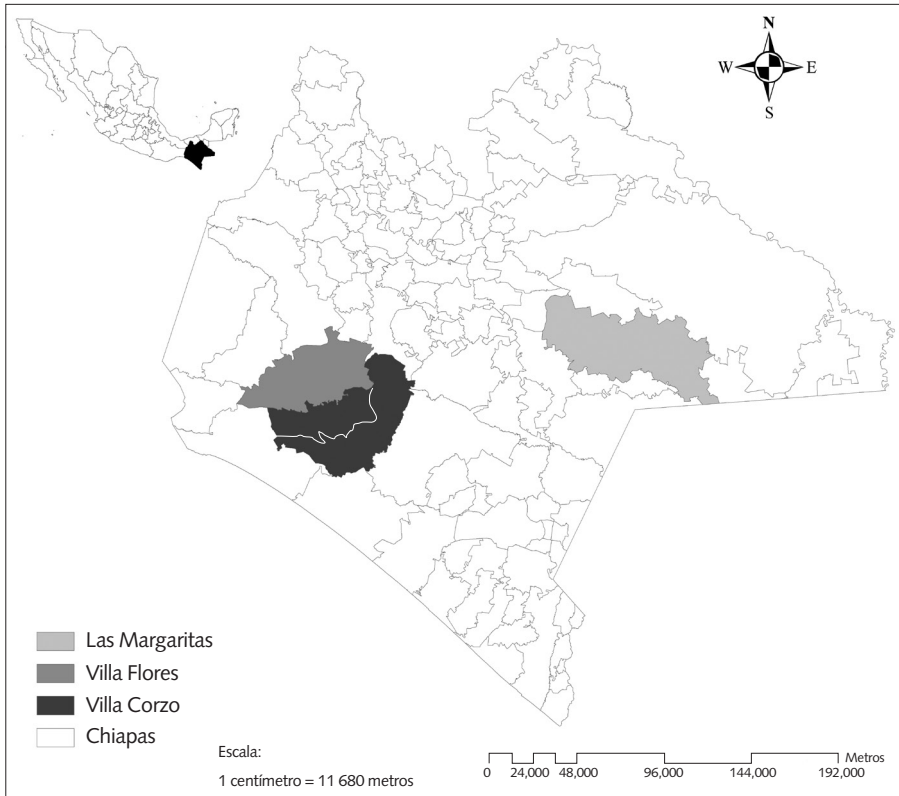 N
W E
S
Las Margaritas
Villa Flores
Villa Corzo
Chiapas
Escala:
1 centímetro = 11 680 metros
Metros
0 24,000 48,000 96,000 144,000 192,000